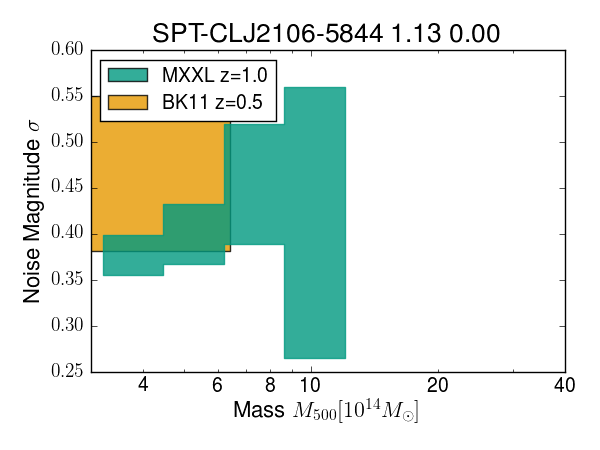 SPT-CLJ2106-5844 1.13 0.00
MXXL z=1.0
BK11 z=0.5
Noise Magnitude σ
0.60
0.55
0.50
0.45
0.40
0.35
0.30
0.25
4 6 8 10 20 40
Mass M₅₀₀[10¹⁴M☉]